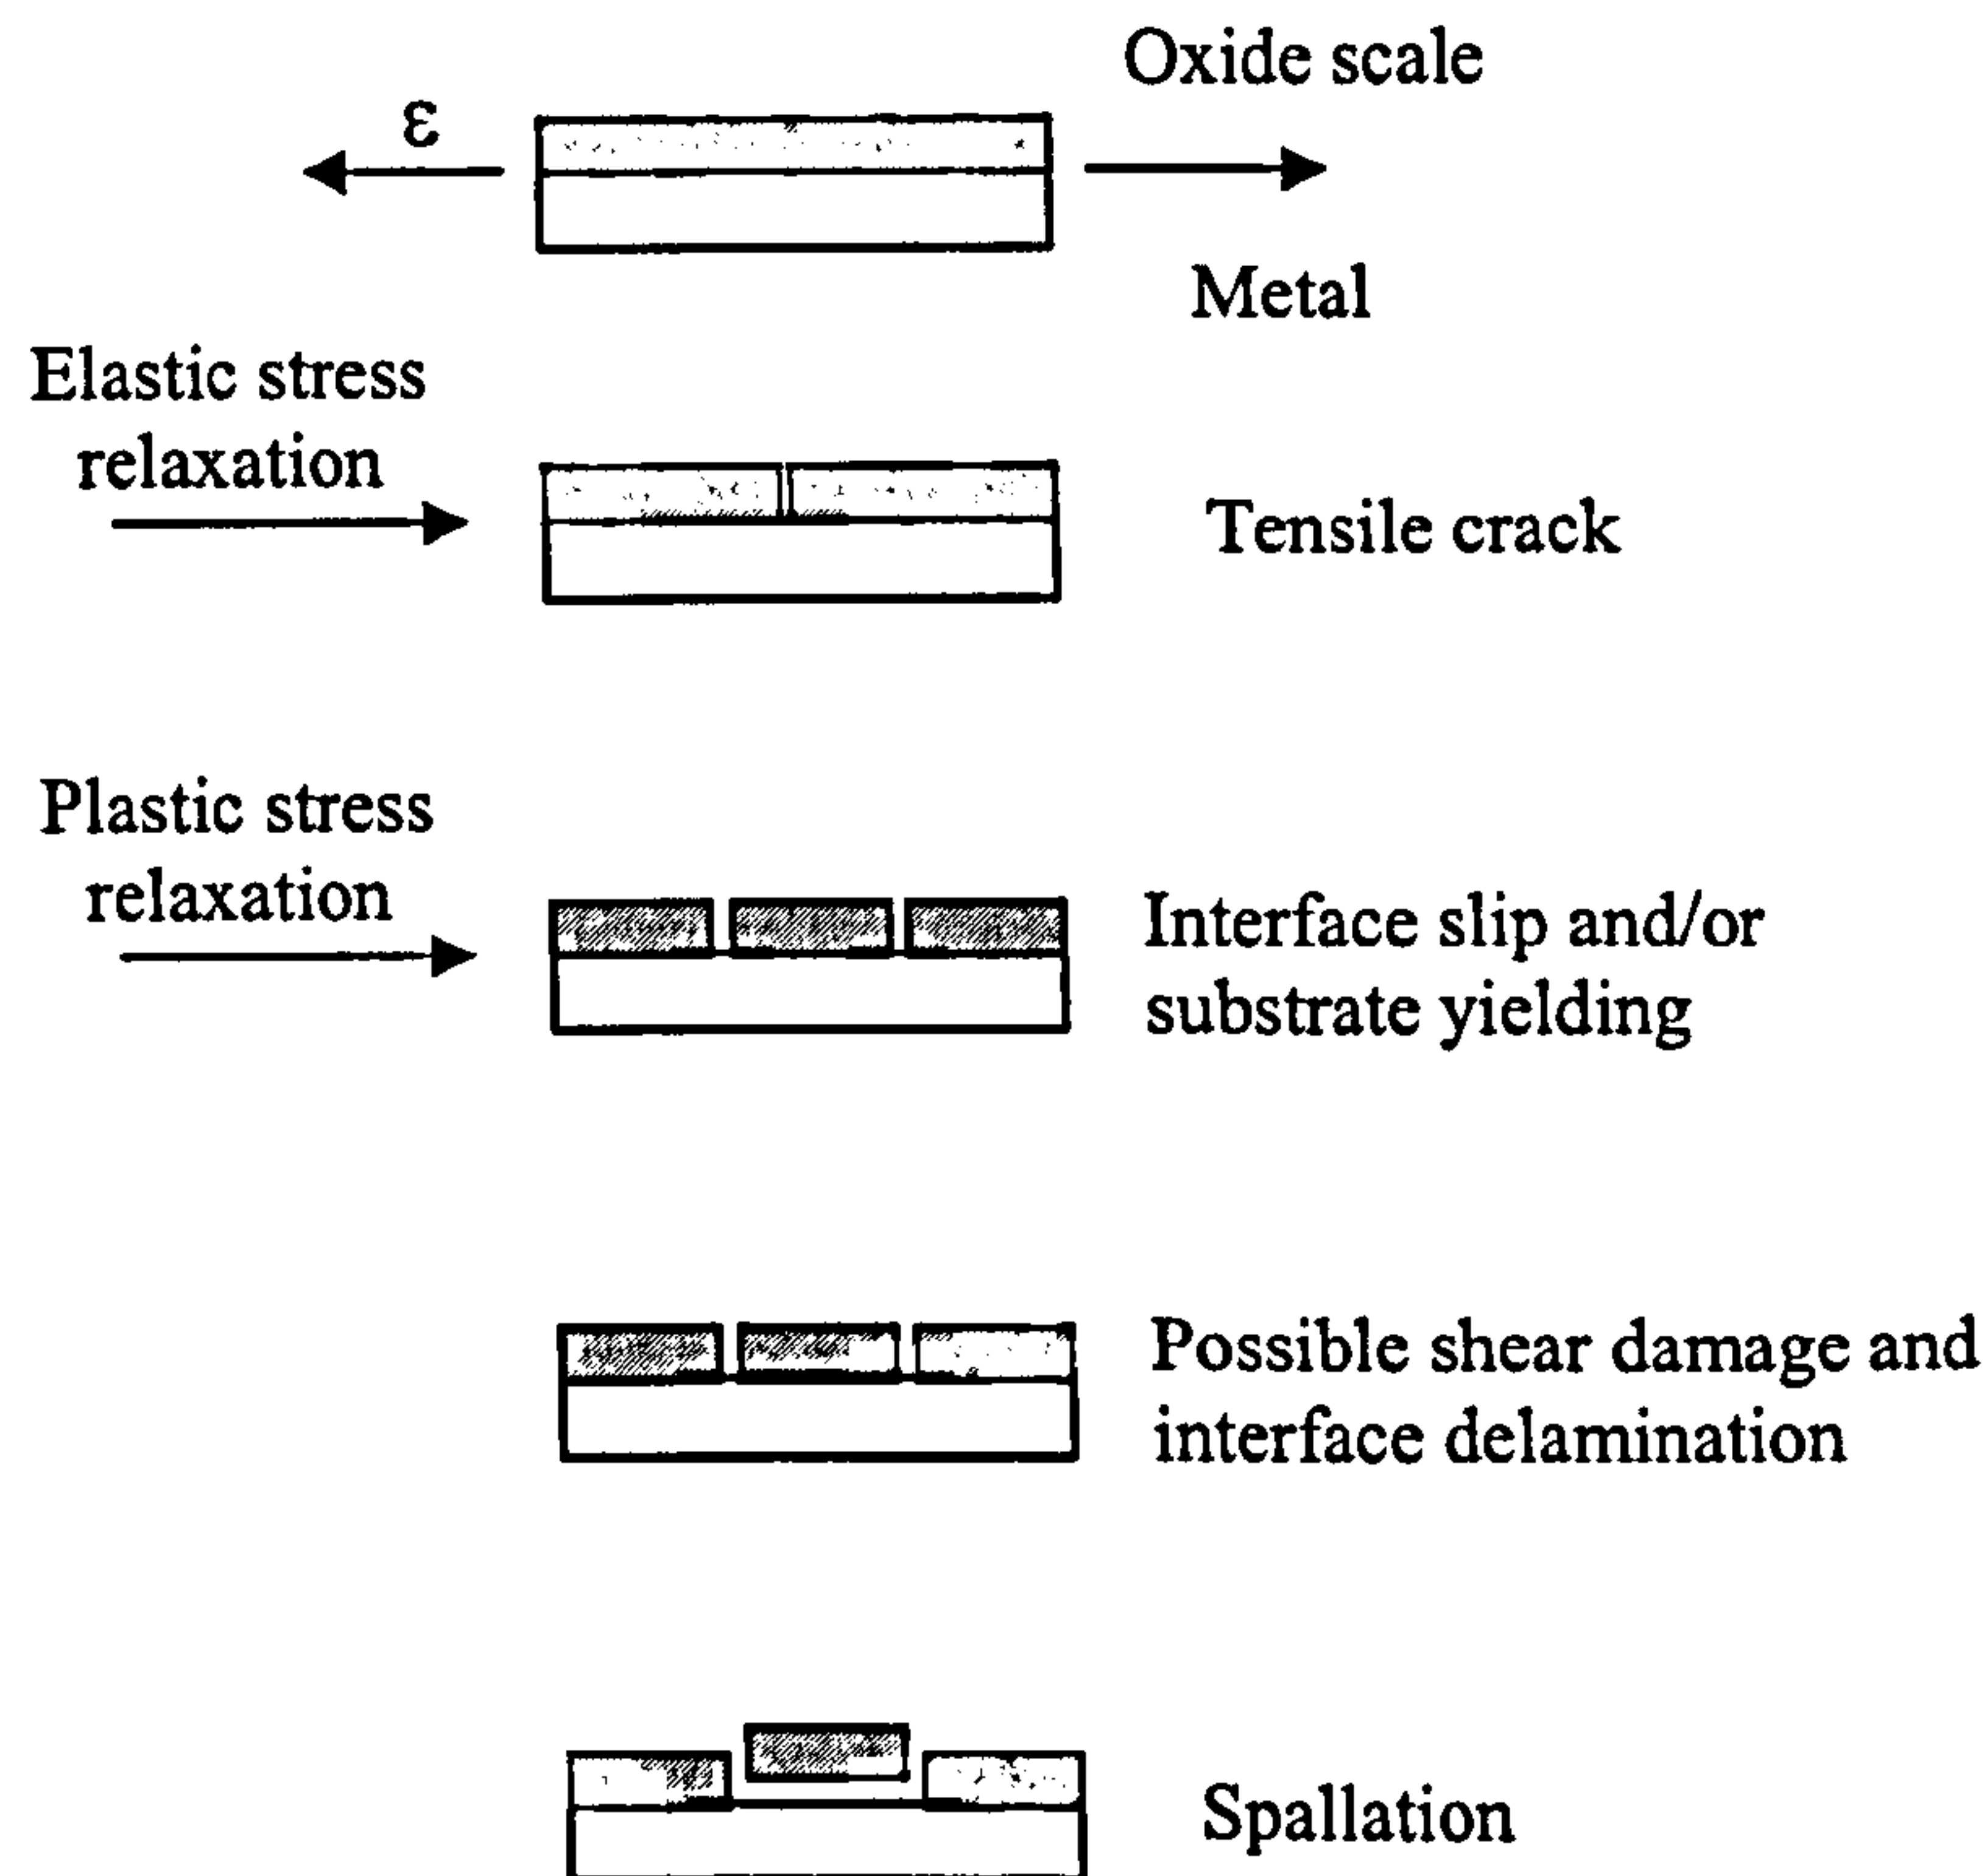 Oxide scale
ε
Metal
Elastic stress
relaxation
Tensile crack
Plastic stress
relaxation
Interface slip and/or
substrate yielding
Possible shear damage and
interface delamination
Spallation